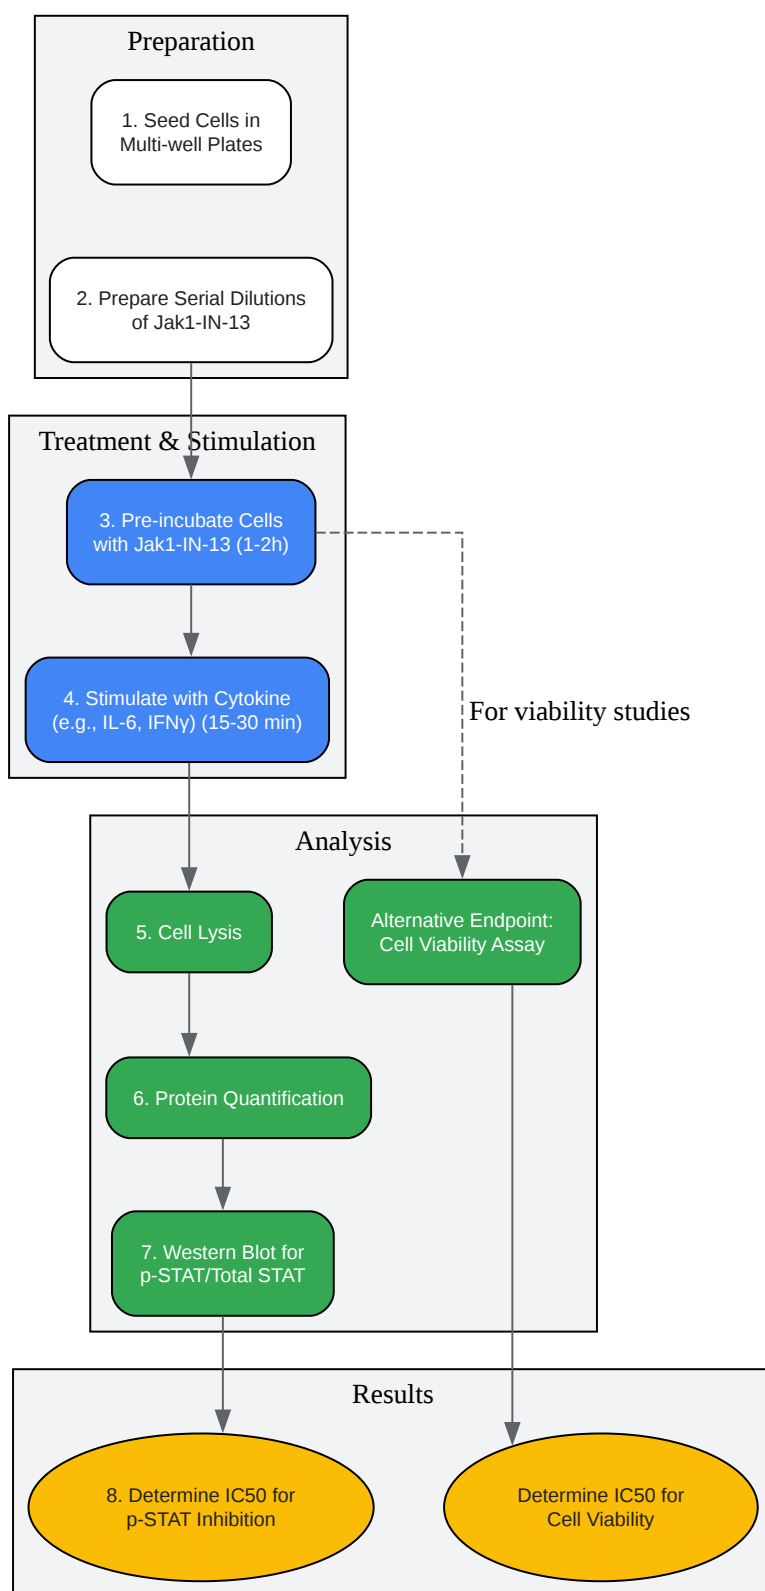 Preparation
1. Seed Cells in
Multi-well Plates
2. Prepare Serial Dilutions
of Jak1-IN-13
Treatment & Stimulation
3. Pre-incubate Cells
with Jak1-IN-13 (1-2h)
4. Stimulate with Cytokine
(e.g., IL-6, IFNγ) (15-30 min)
For viability studies
Analysis
5. Cell Lysis
Alternative Endpoint:
Cell Viability Assay
6. Protein Quantification
7. Western Blot for
p-STAT/Total STAT
Results
8. Determine IC50 for
p-STAT Inhibition
Determine IC50 for
Cell Viability